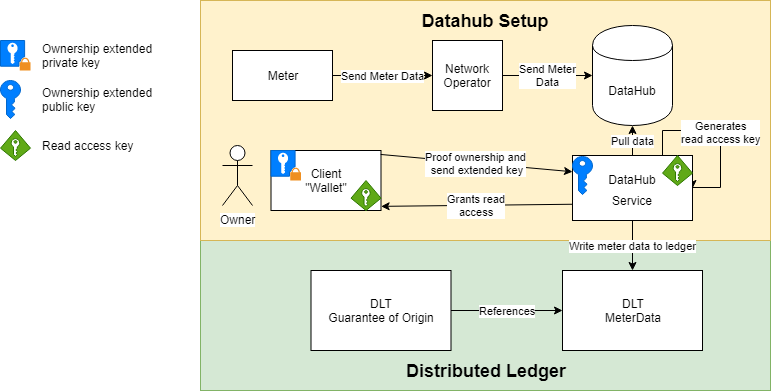 Datahub Setup
Ownership extended
private key
Ownership extended
public key
Read access key
Meter
Send Meter Data
Network
Operator
Send Meter
Data
DataHub
Pull data
Generates
read access key
Owner
Client
"Wallet"
Proof ownership and
send extended key
Grants read
access
DataHub
Service
Write meter data to ledger
DLT
Guarantee of Origin
References
DLT
MeterData
Distributed Ledger